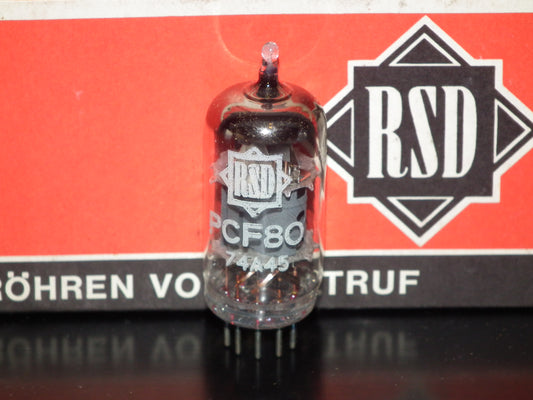 RSD
RSD
PCF80
74A45
RÖHREN VO TRUF